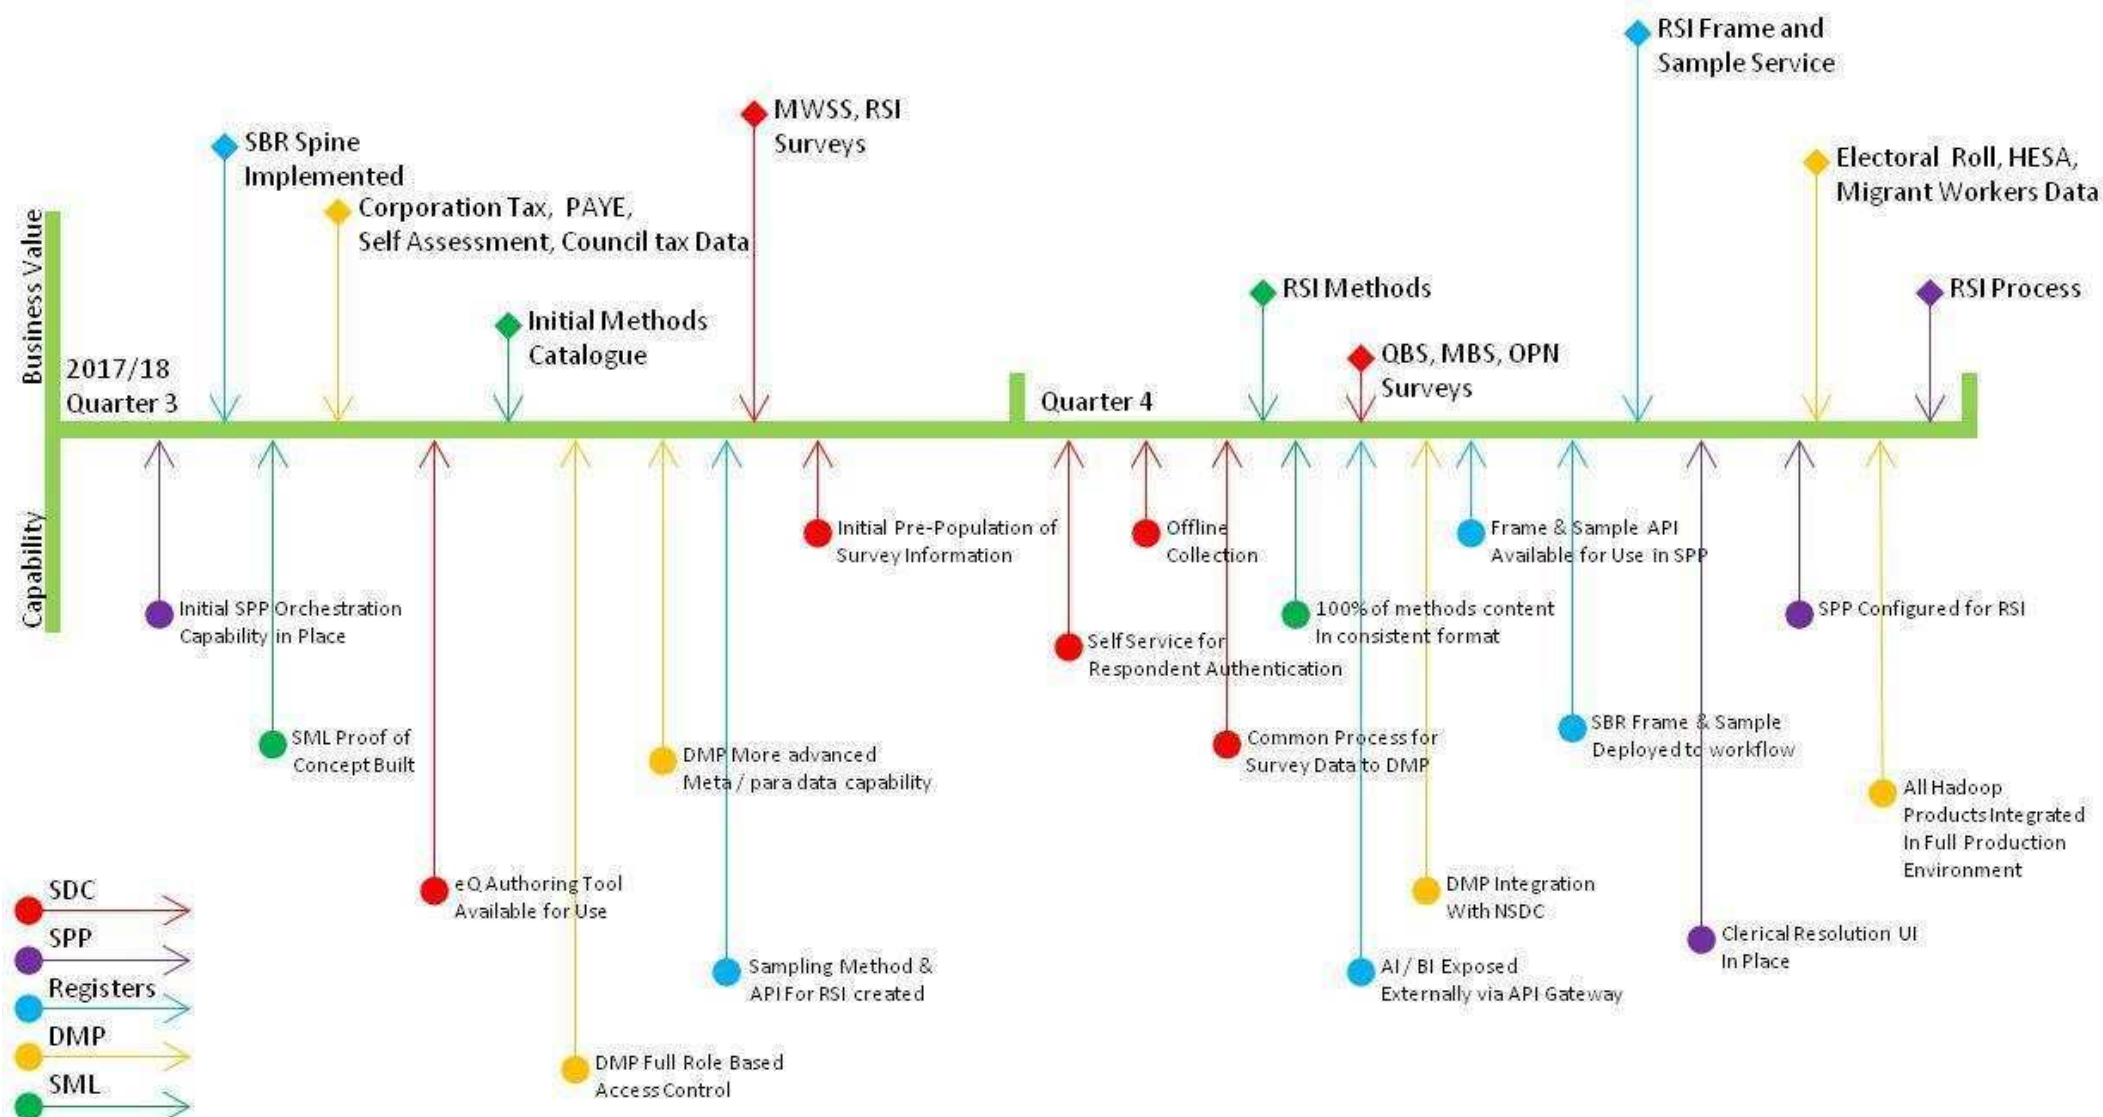 RSI Frame and
Sample Service
MWSS, RSI
Surveys
SBR Spine
Implemented
Electoral Roll, HESA,
Migrant Workers Data
Corporation Tax, PAYE,
Self Assessment, Council tax Data
RSI Methods
RSI Process
Initial Methods
Catalogue
QBS, MBS, OPN
Surveys
Business Value
2017/18
Quarter 3
Quarter 4
Capability
Initial Pre-Population of
Survey Information
Offline
Collection
Frame & Sample API
Available for Use in SPP
Initial SPP Orchestration
Capability in Place
100% of methods content
In consistent format
SPP Configured for RSI
Self Service for
Respondent Authentication
SML Proof of
Concept Built
DMP More advanced
Meta / para data capability
Common Process for
Survey Data to DMP
SBR Frame & Sample
Deployed to workflow
All Hadoop
Products Integrated
In Full Production
Environment
eQ Authoring Tool
Available for Use
DMP Integration
With NSDC
Clerical Resolution UI
In Place
Sampling Method &
API For RSI created
AI / BI Exposed
Externally via API Gateway
DMP Full Role Based
Access Control
SDC
SPP
Registers
DMP
SML